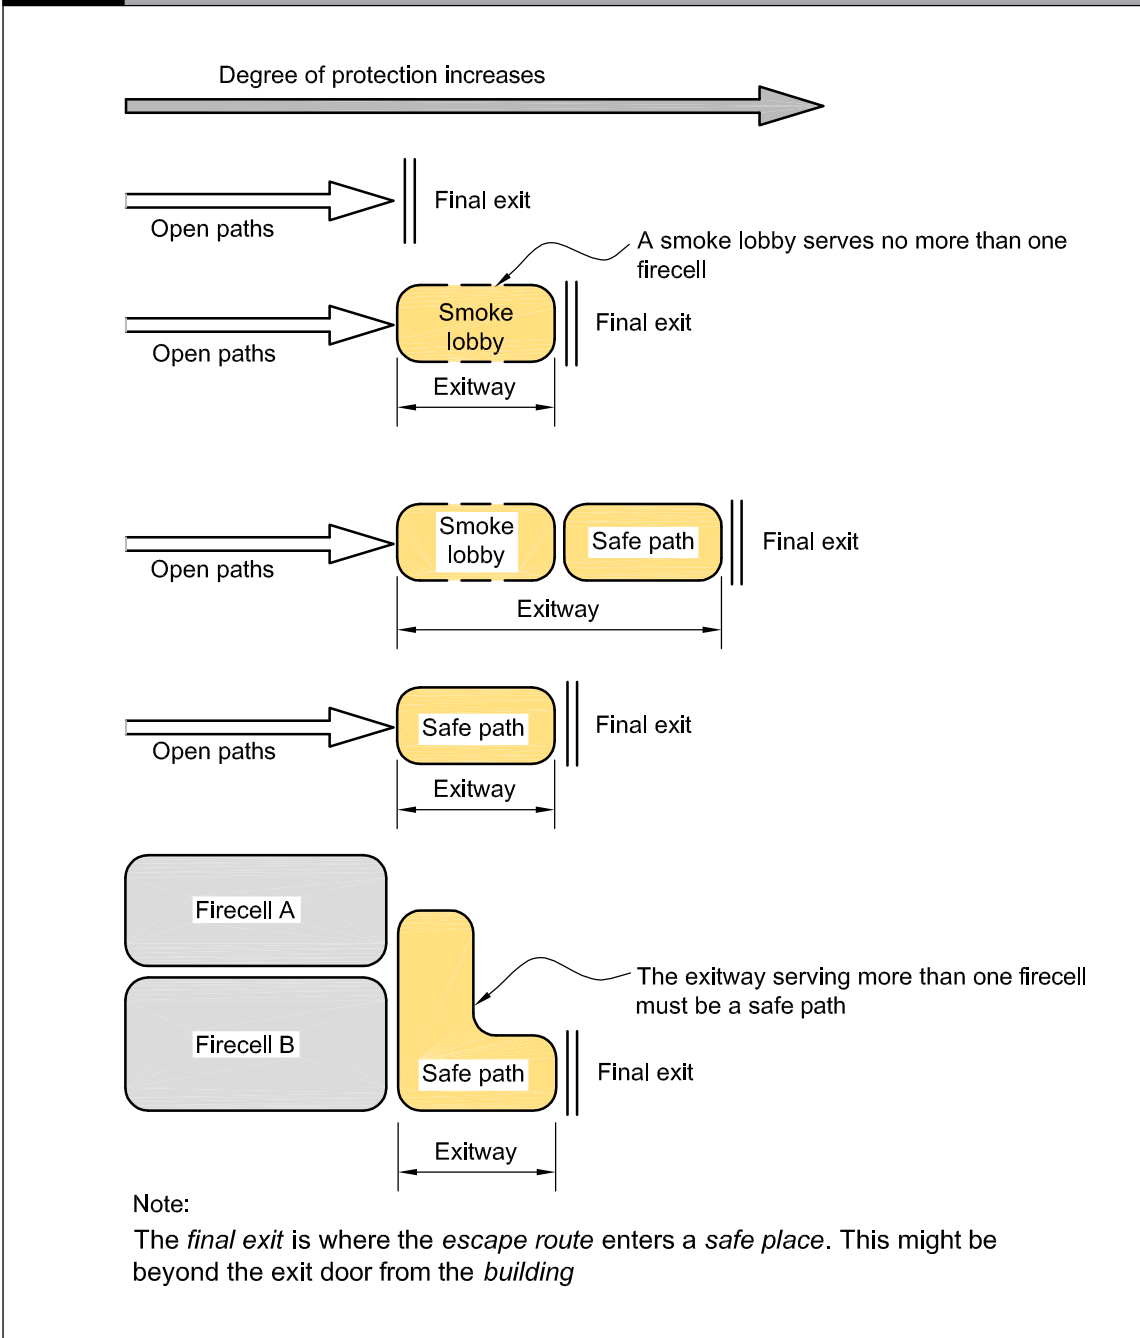 Degree of protection increases
Open paths
Final exit
A smoke lobby serves no more than one
firecell
Open paths
Smoke
lobby
Final exit
Exitway
Open paths
Smoke
lobby
Safe path
Final exit
Exitway
Open paths
Safe path
Final exit
Exitway
Firecell A
Firecell B
The exitway serving more than one firecell
must be a safe path
Safe path
Final exit
Exitway
Note:
The final exit is where the escape route enters a safe place. This might be
beyond the exit door from the building